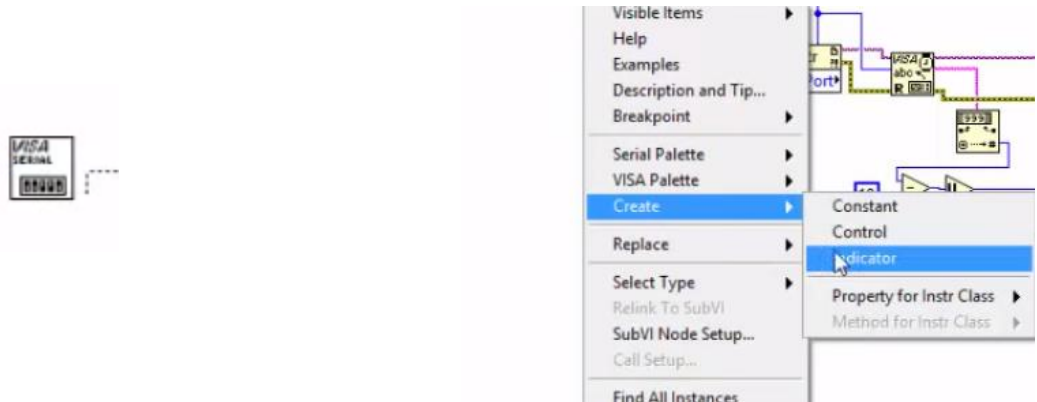 VISA
SERIAL
Visible Items
Help
Examples
Description and Tip...
Breakpoint
Serial Palette
VISA Palette
Create
Replace
Select Type
Relink To SubVI
SubVI Node Setup...
Call Setup...
Find All Instances
Constant
Control
Indicator
Property for Instr Class
Method for Instr Class
VISA
abc
R